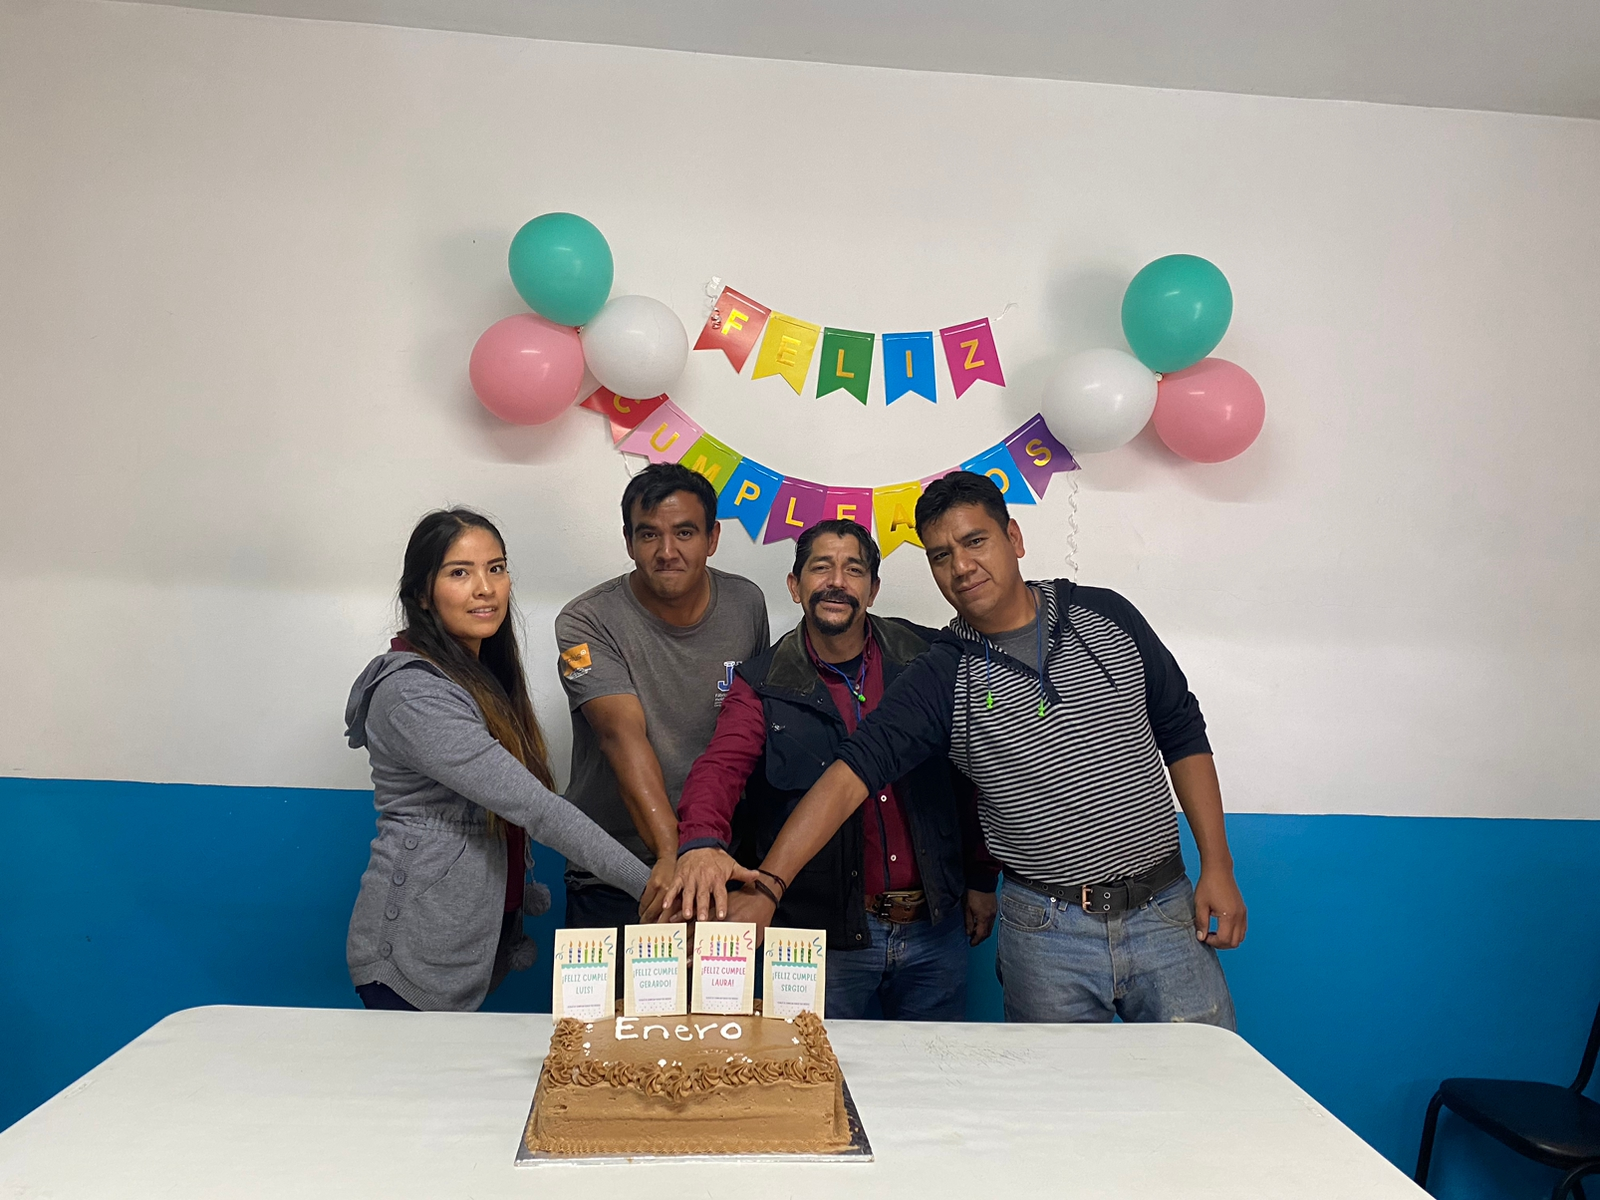 FELIZ
CUMPLEAÑOS
¡FELIZ CUMPLE
LUIS!
¡FELIZ CUMPLE
GERARDO!
¡FELIZ CUMPLE
LAURA!
¡FELIZ CUMPLE
SERGIO!
Enero